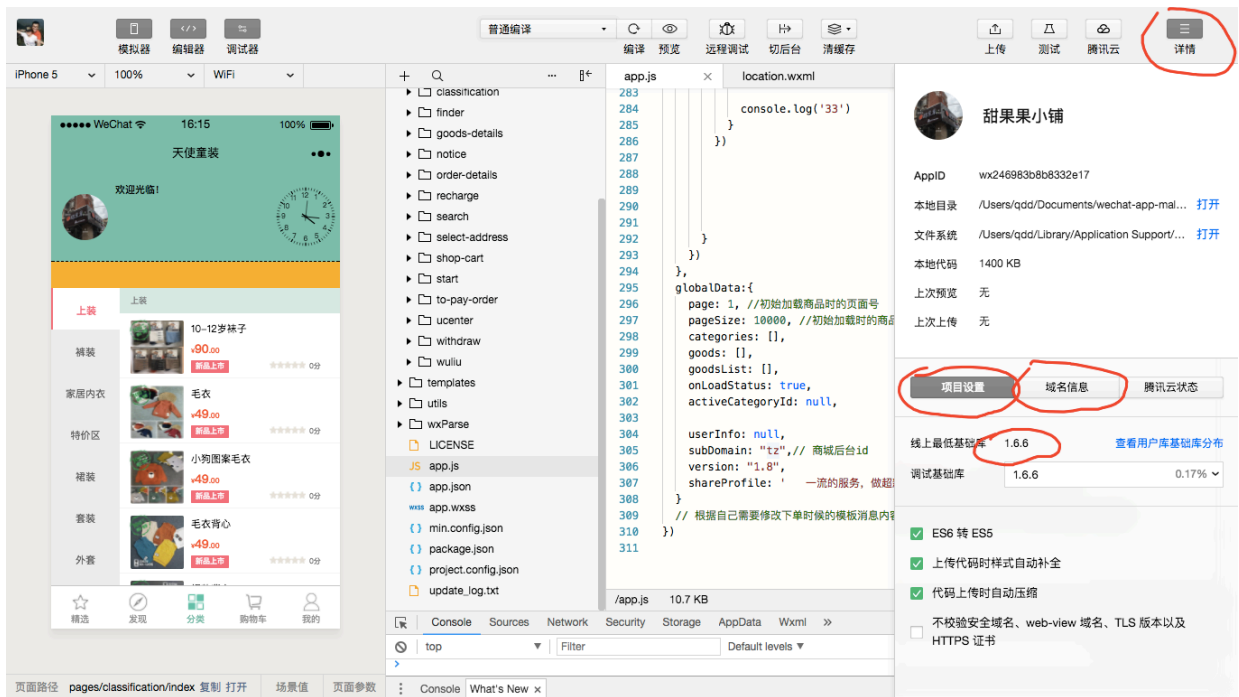 模拟器 编辑器 调试器 普通编译 编译 预览 远程调试 切后台 清缓存 上传 测试 腾讯云 详情
iPhone 5 100% WiFi
WeChat 16:15 100%
天使童装
欢迎光临!
上装
裤装
家居内衣
特价区
裙装
套装
外套
上装
10-12岁袜子
¥90.00
新品上市 0分
毛衣
¥49.00
新品上市 0分
小狗图案毛衣
¥49.00
新品上市 0分
毛衣背心
¥49.00
新品上市 0分
精选 发现 分类 购物车 我的
页面路径 pages/classification/index 复制 打开 场景值 页面参数
classification
finder
goods-details
notice
order-details
recharge
search
select-address
shop-cart
start
to-pay-order
ucenter
withdraw
wuliu
templates
utils
wxParse
LICENSE
JS app.js
{ } app.json
wxss app.wxss
{ } min.config.json
{ } package.json
{ } project.config.json
update_log.txt
app.js × location.wxml
283
284 console.log('33')
285 }
286 })
287
288
289
290
291
292 }
293 })
294 },
295 globalData:{
296 page: 1, //初始加载商品时的页面号
297 pageSize: 10000, //初始加载时的商品
298 categories: [],
299 goods: [],
300 goodsList: [],
301 onLoadStatus: true,
302 activeCategoryId: null,
303
304 userInfo: null,
305 subDomain: "tz",// 商城后台id
306 version: "1.8",
307 shareProfile: ' 一流的服务，做超
308 }
309 // 根据自己需要修改下单时候的模板消息内容
310 })
311
/app.js 10.7 KB
Console Sources Network Security Storage AppData Wxml »
top Filter Default levels ▼
>
Console What's New ×
甜果果小铺
AppID wx246983b8b8332e17
本地目录 /Users/qdd/Documents/wechat-app-mal... 打开
文件系统 /Users/qdd/Library/Application Support/... 打开
本地代码 1400 KB
上次预览 无
上次上传 无
项目设置 域名信息 腾讯云状态
线上最低基础库 1.6.6 查看用户库基础库分布
调试基础库 1.6.6 0.17%
ES6 转 ES5
上传代码时样式自动补全
代码上传时自动压缩
不校验安全域名、web-view 域名、TLS 版本以及
HTTPS 证书